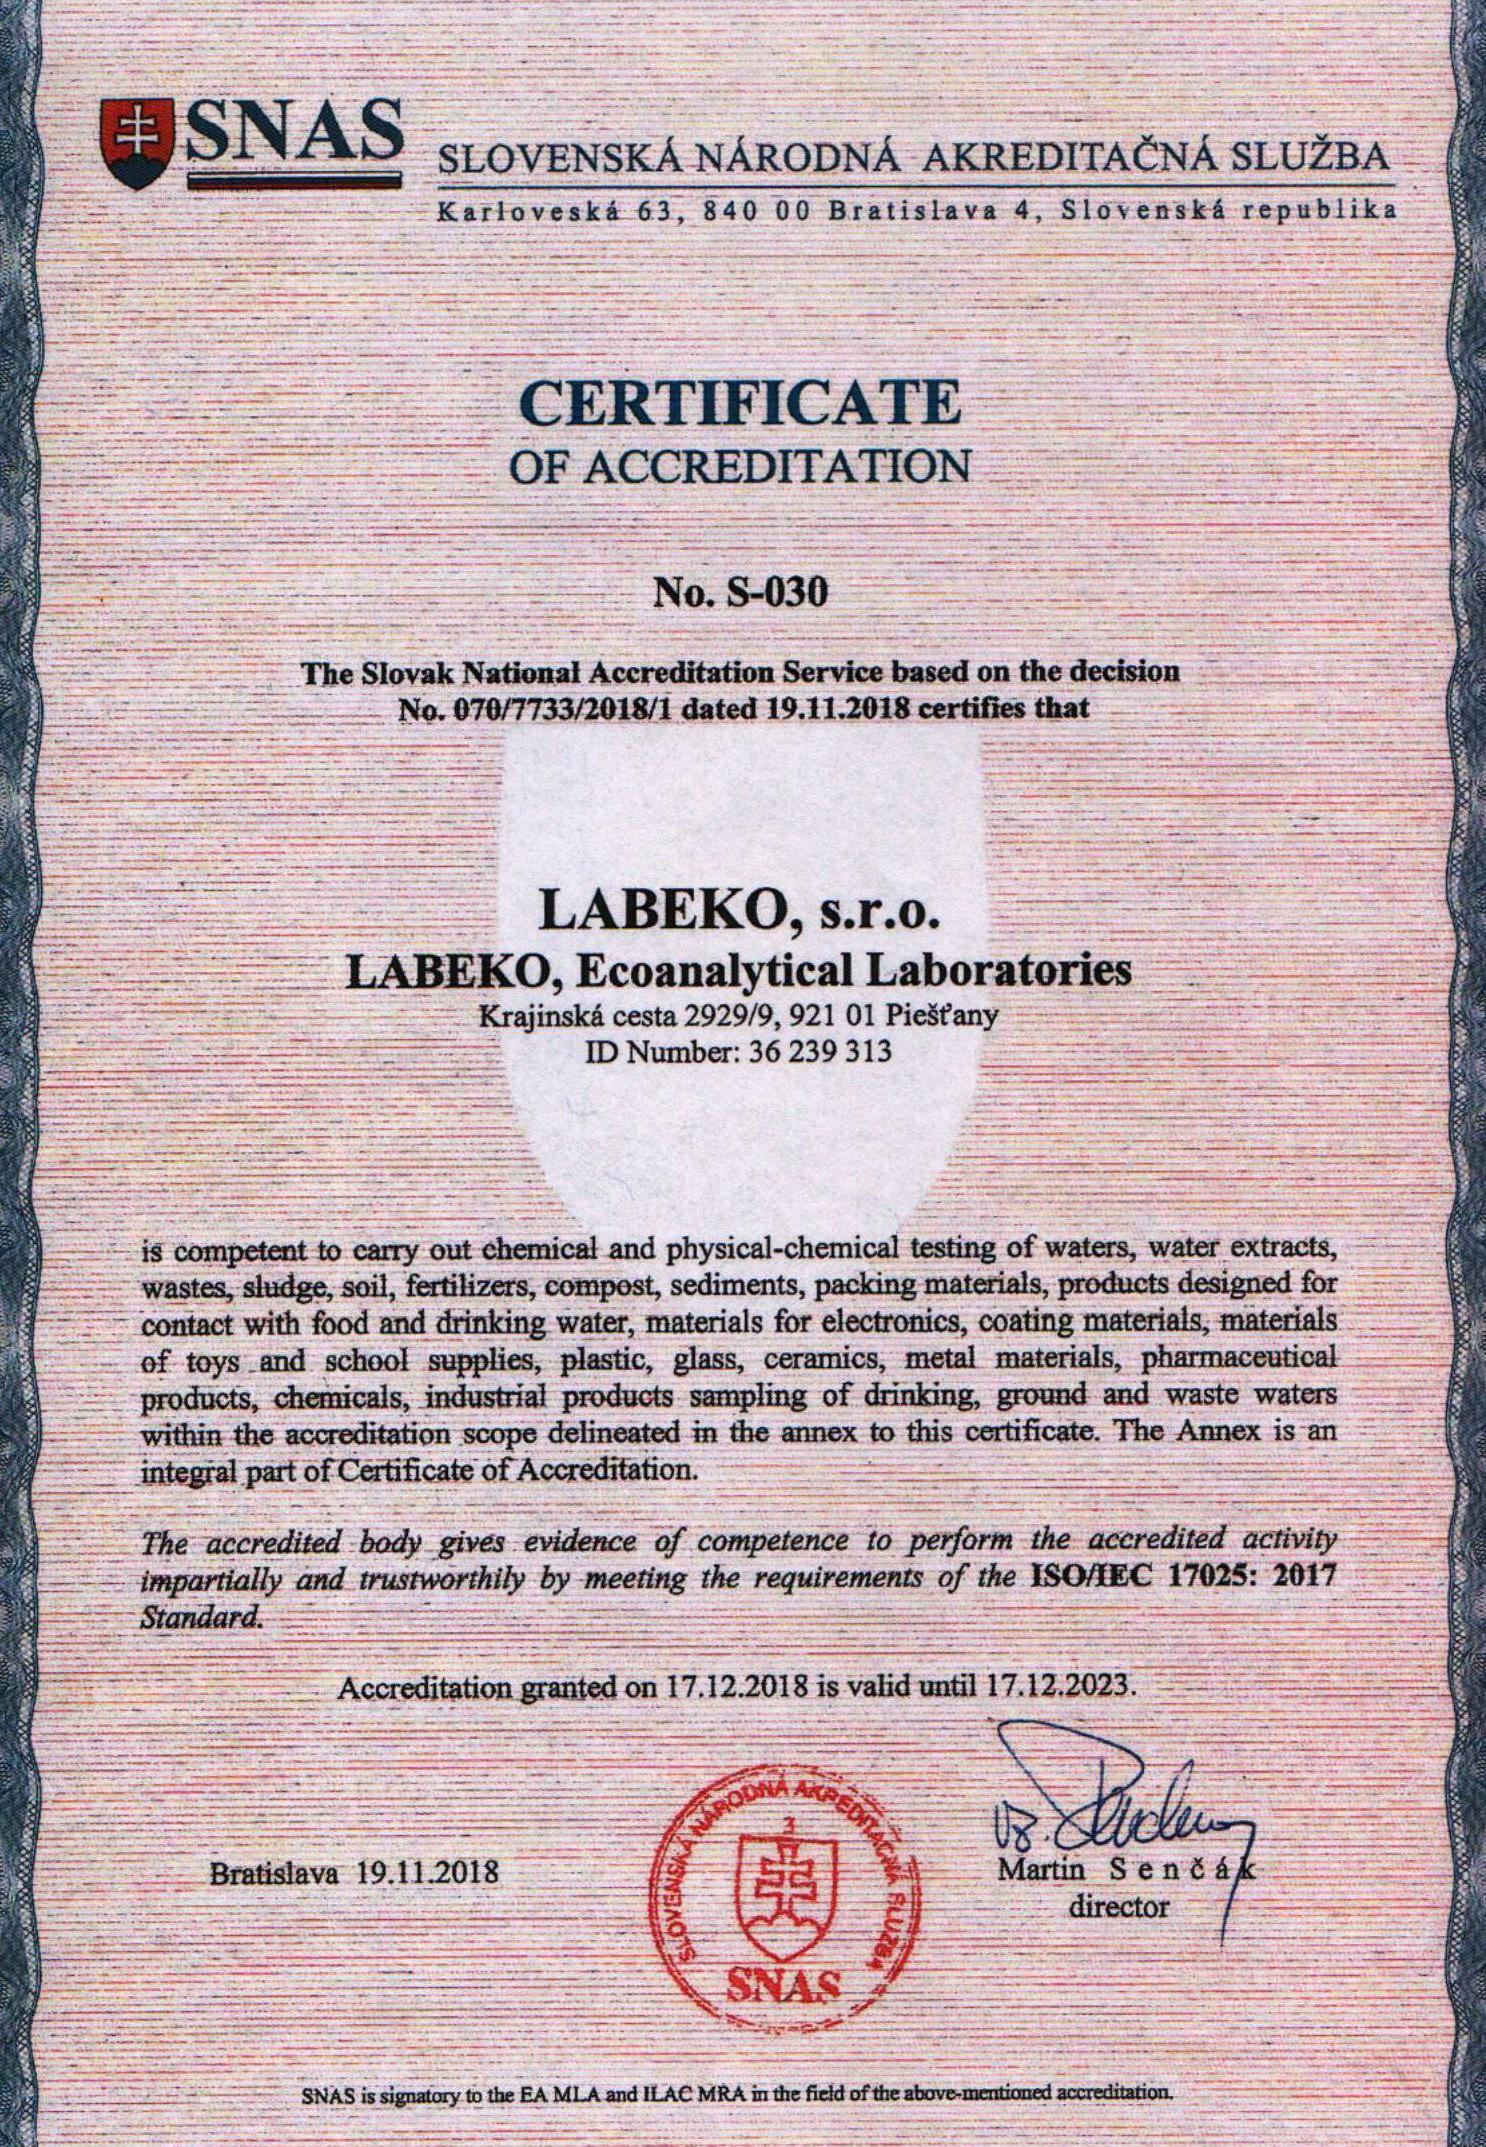 SNAS
SLOVENSKÁ NÁRODNÁ AKREDITAČNÁ SLUŽBA
Karloveská 63, 840 00 Bratislava 4, Slovenská republika
CERTIFICATE
OF ACCREDITATION
No. S-030
The Slovak National Accreditation Service based on the decision
No. 070/7733/2018/1 dated 19.11.2018 certifies that
LABEKO, s.r.o.
LABEKO, Ecoanalytical Laboratories
Krajinská cesta 2929/9, 921 01 Piešťany
ID Number: 36 239 313
is competent to carry out chemical and physical-chemical testing of waters, water extracts,
wastes, sludge, soil, fertilizers, compost, sediments, packing materials, products designed for
contact with food and drinking water, materials for electronics, coating materials, materials
of toys and school supplies, plastic, glass, ceramics, metal materials, pharmaceutical
products, chemicals, industrial products sampling of drinking, ground and waste waters
within the accreditation scope delineated in the annex to this certificate. The Annex is an
integral part of Certificate of Accreditation.
The accredited body gives evidence of competence to perform the accredited activity
impartially and trustworthily by meeting the requirements of the ISO/IEC 17025: 2017
Standard.
Accreditation granted on 17.12.2018 is valid until 17.12.2023.
SLOVENSKÁ NÁRODNÁ AKREDITAČNÁ SLUŽBA
3
SNAS
Bratislava 19.11.2018
Martin Senčák
director
SNAS is signatory to the EA MLA and ILAC MRA in the field of the above-mentioned accreditation.